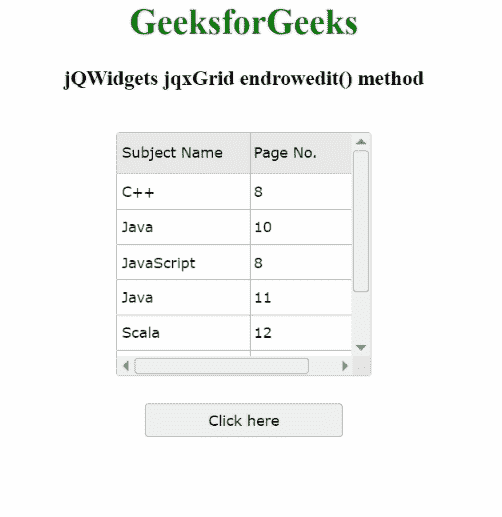 GeeksforGeeks
jQWidgets jqxGrid endrowedit() method
Subject Name Page No.
C++ 8
Java 10
JavaScript 8
Java 11
Scala 12
Click here